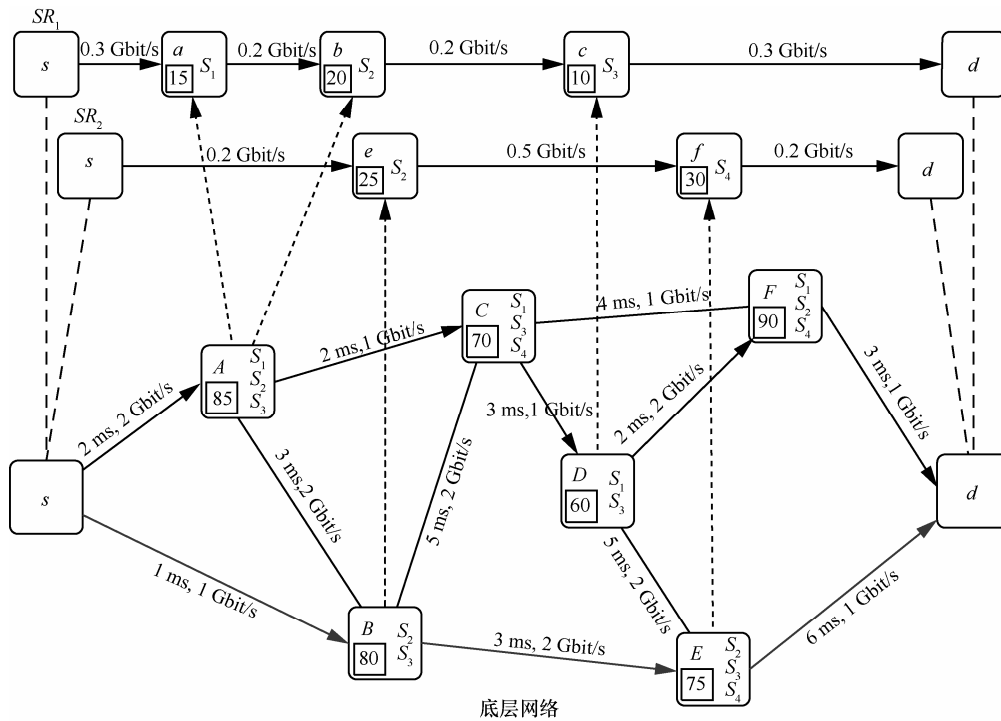 SR₁
s
0.3 Gbit/s
a
15
S₁
0.2 Gbit/s
b
20
S₂
0.2 Gbit/s
c
10
S₃
0.3 Gbit/s
d
SR₂
s
0.2 Gbit/s
e
25
S₂
0.5 Gbit/s
f
30
S₄
0.2 Gbit/s
d
A
85
S₁
S₂
S₃
2 ms,1 Gbit/s
C
70
S₁
S₃
S₄
4 ms, 1 Gbit/s
F
90
S₁
S₂
S₄
2 ms, 2 Gbit/s
3 ms,1 Gbit/s
2 ms, 2 Gbit/s
3 ms,1 Gbit/s
s
3 ms,2 Gbit/s
5 ms, 2 Gbit/s
D
60
S₁
S₃
d
1 ms, 1 Gbit/s
5 ms, 2 Gbit/s
6 ms, 1 Gbit/s
B
80
S₂
S₃
3 ms, 2 Gbit/s
E
75
S₂
S₃
S₄
底层网络